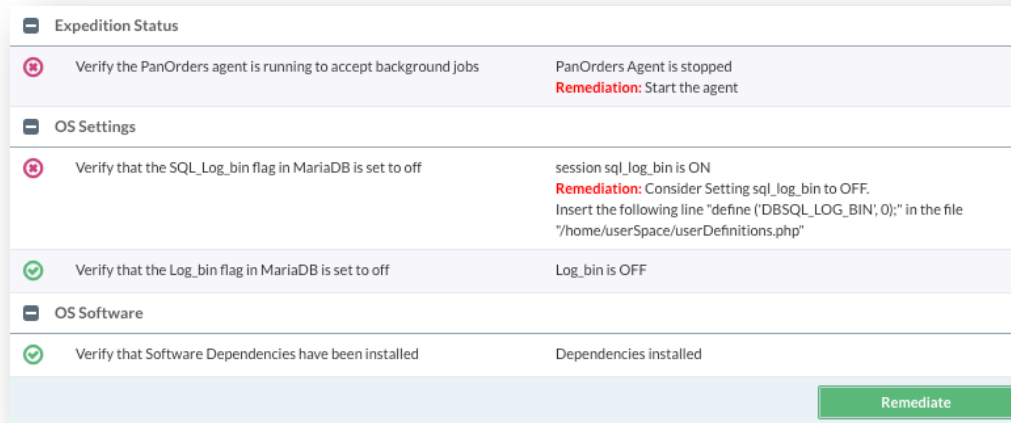 Expedition Status
Verify the PanOrders agent is running to accept background jobs
PanOrders Agent is stopped
Remediation: Start the agent
OS Settings
Verify that the SQL_Log_bin flag in MariaDB is set to off
session sql_log_bin is ON
Remediation: Consider Setting sql_log_bin to OFF.
Insert the following line "define ('DBSQL_LOG_BIN', 0);" in the file
"/home/userSpace/userDefinitions.php"
Verify that the Log_bin flag in MariaDB is set to off
Log_bin is OFF
OS Software
Verify that Software Dependencies have been installed
Dependencies installed
Remediate